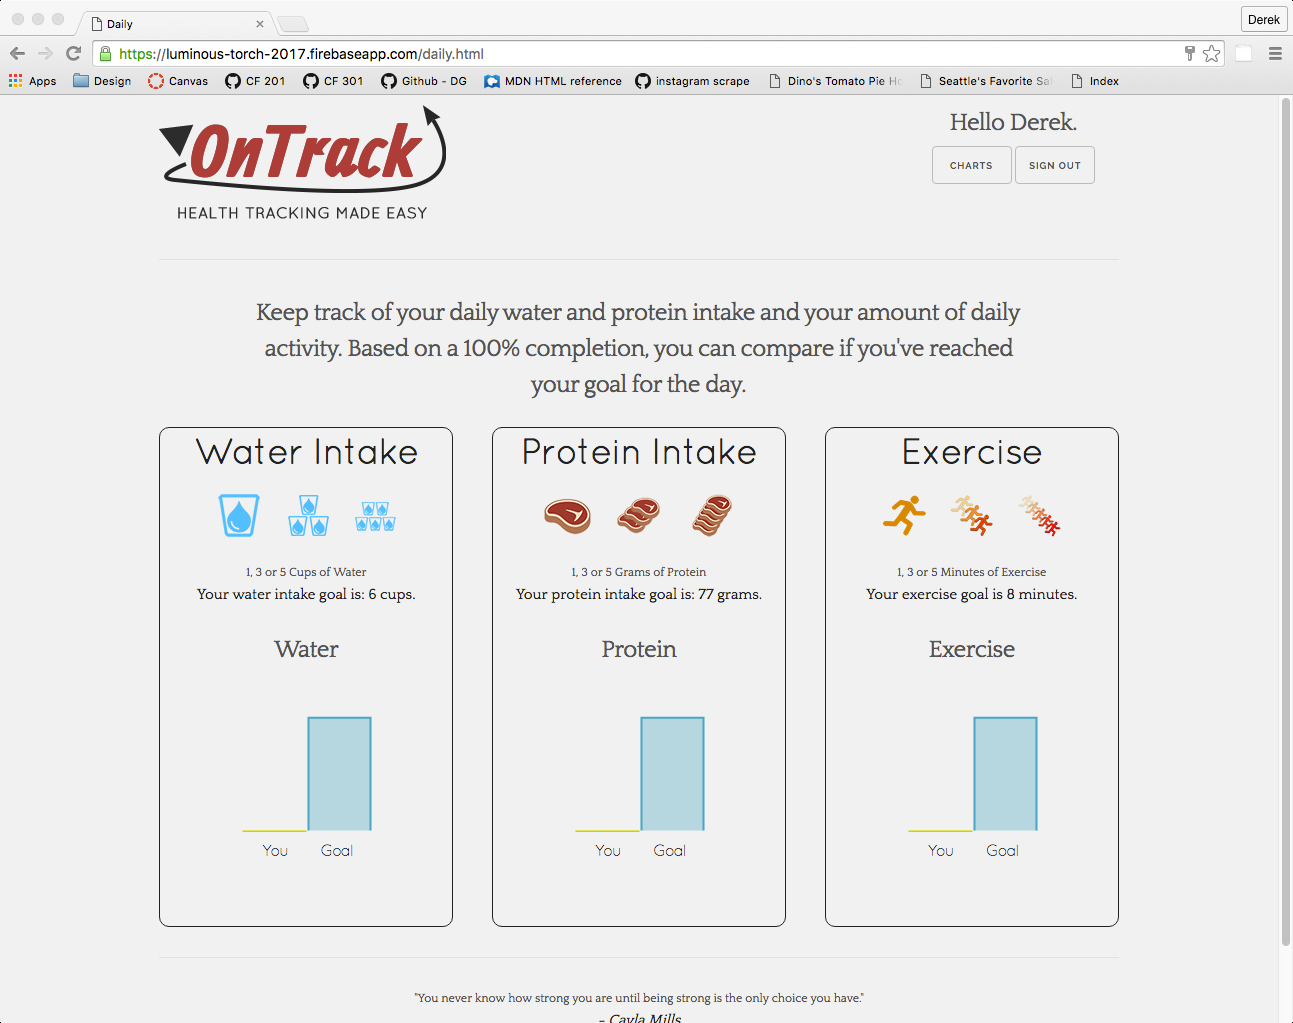 Daily
Derek
https://luminous-torch-2017.firebaseapp.com/daily.html
Apps Design Canvas CF 201 CF 301 Github - DG MDN HTML reference instagram scrape Dino's Tomato Pie Seattle's Favorite Index
OnTrack
HEALTH TRACKING MADE EASY
Hello Derek.
CHARTS SIGN OUT
Keep track of your daily water and protein intake and your amount of daily
activity. Based on a 100% completion, you can compare if you've reached
your goal for the day.
Water Intake
1, 3 or 5 Cups of Water
Your water intake goal is: 6 cups.
Water
You Goal
Protein Intake
1, 3 or 5 Grams of Protein
Your protein intake goal is: 77 grams.
Protein
You Goal
Exercise
1, 3 or 5 Minutes of Exercise
Your exercise goal is 8 minutes.
Exercise
You Goal
"You never know how strong you are until being strong is the only choice you have."
- Cayla Mills